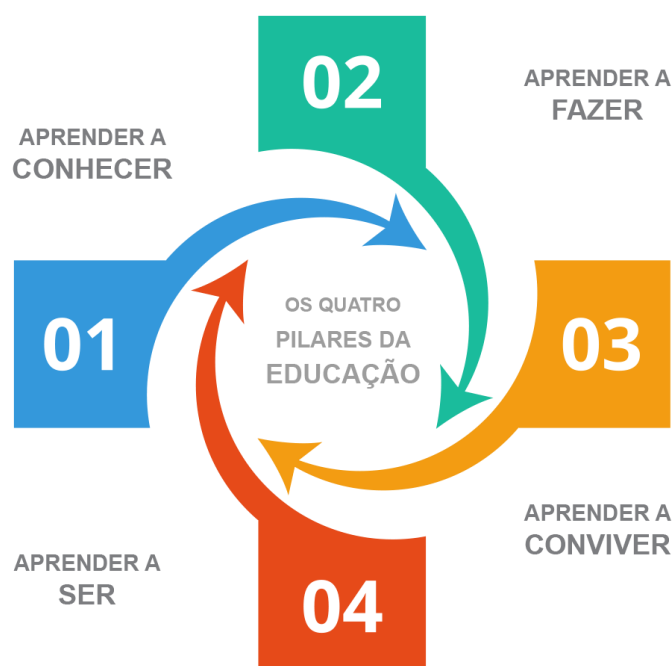 02
APRENDER A
FAZER
APRENDER A
CONHECER
01
OS QUATRO
PILARES DA
EDUCAÇÃO
03
APRENDER A
CONVIVER
APRENDER A
SER
04